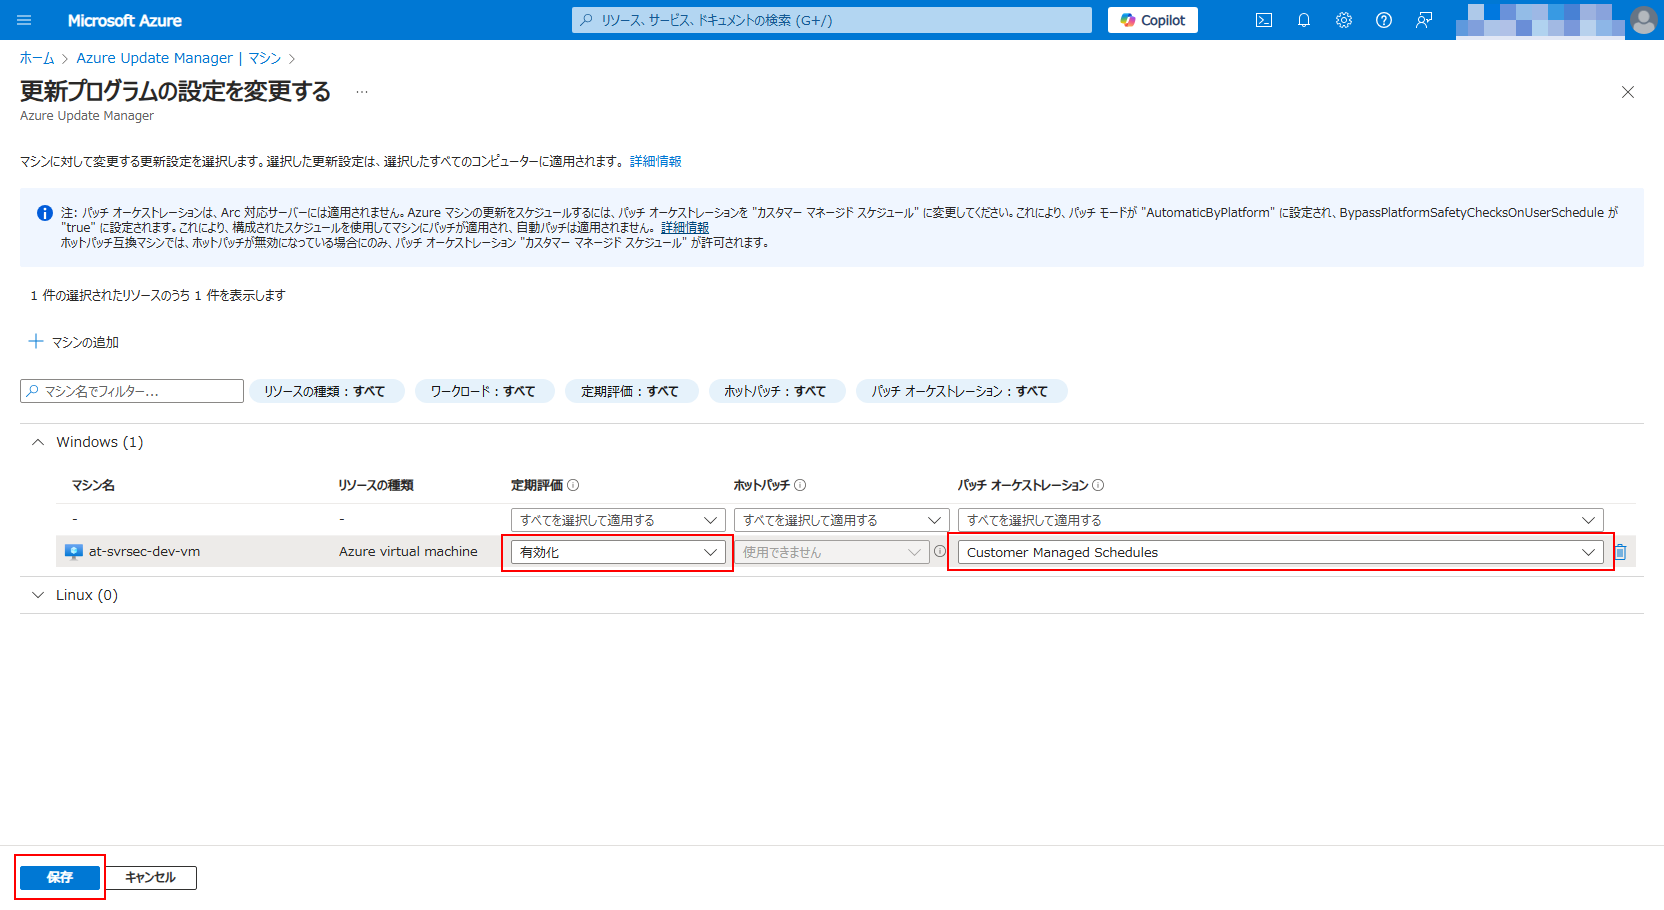 Microsoft Azure
リソース、サービス、ドキュメントの検索 (G+/)
Copilot
ホーム > Azure Update Manager | マシン >
更新プログラムの設定を変更する ...
Azure Update Manager
マシンに対して変更する更新設定を選択します。選択した更新設定は、選択したすべてのコンピューターに適用されます。 詳細情報
注: パッチ オーケストレーションは、Arc 対応サーバーには適用されません。Azure マシンの更新をスケジュールするには、パッチ オーケストレーションを "カスタマー マネージド スケジュール" に変更してください。これにより、パッチ モードが "AutomaticByPlatform" に設定され、BypassPlatformSafetyChecksOnUserSchedule が
"true" に設定されます。これにより、構成されたスケジュールを使用してマシンにパッチが適用され、自動パッチは適用されません。 詳細情報
ホットパッチ互換マシンでは、ホットパッチが無効になっている場合にのみ、パッチ オーケストレーション "カスタマー マネージド スケジュール" が許可されます。
1 件の選択されたリソースのうち 1 件を表示します
マシンの追加
マシン名でフィルター... リソースの種類 : すべて ワークロード : すべて 定期評価 : すべて ホットパッチ : すべて パッチ オーケストレーション : すべて
Windows (1)
マシン名 リソースの種類 定期評価 ホットパッチ パッチ オーケストレーション
- - すべてを選択して適用する すべてを選択して適用する すべてを選択して適用する
at-svrsec-dev-vm Azure virtual machine 有効化 使用できません Customer Managed Schedules
Linux (0)
保存 キャンセル